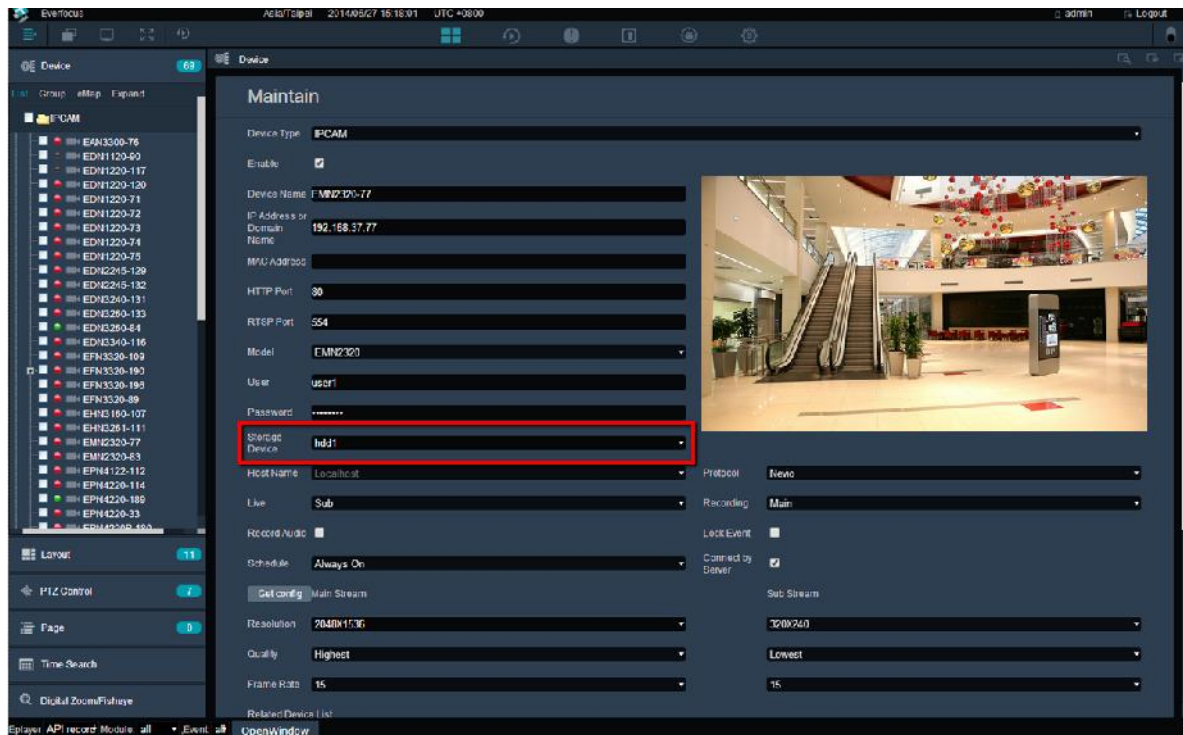 Everfocus Asia/Taipei 2014/06/27 15:18:01 UTC +0800 admin Logout
Device 69
List Group eMap Expand
IPCAM
EAN3300-76
EDN1120-90
EDN1220-117
EDN1220-120
EDN1220-71
EDN1220-72
EDN1220-73
EDN1220-74
EDN1220-75
EDN2245-129
EDN2245-132
EDN3240-131
EDN3260-133
EDN3260-84
EDN3340-116
EFN3320-109
EFN3320-190
EFN3320-196
EFN3320-89
EHN3160-107
EHN3261-111
EMN2320-77
EMN2320-83
EPN4122-112
EPN4220-114
EPN4220-189
EPN4220-33
Layout 11
PTZ Control 7
Page 0
Time Search
Digital Zoom/Fisheye
Device
Maintain
Device Type IPCAM
Enable
Device Name EMN2320-77
IP Address or Domain Name 192.168.37.77
MAC Address
HTTP Port 80
RTSP Port 554
Model EMN2320
User user1
Password ••••••••
Storage Device hdd1
Host Name Localhost Protocol Nevio
Live Sub Recording Main
Record Audio Lock Event
Schedule Always On Connect by Server
Get config Main Stream Sub Stream
Resolution 2048X1536 320X240
Quality Highest Lowest
Frame Rate 15 15
Related Device List
Eplayer API record Module: all Event: all OpenWindow